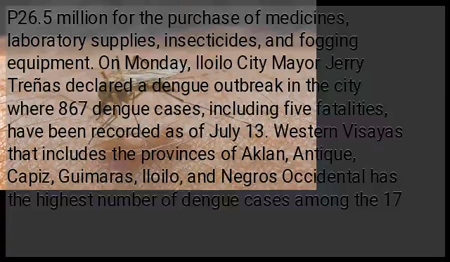 P26.5 million for the purchase of medicines,
laboratory supplies, insecticides, and fogging
equipment. On Monday, Iloilo City Mayor Jerry
Treñas declared a dengue outbreak in the city
where 867 dengue cases, including five fatalities,
have been recorded as of July 13. Western Visayas
that includes the provinces of Aklan, Antique,
Capiz, Guimaras, Iloilo, and Negros Occidental has
the highest number of dengue cases among the 17